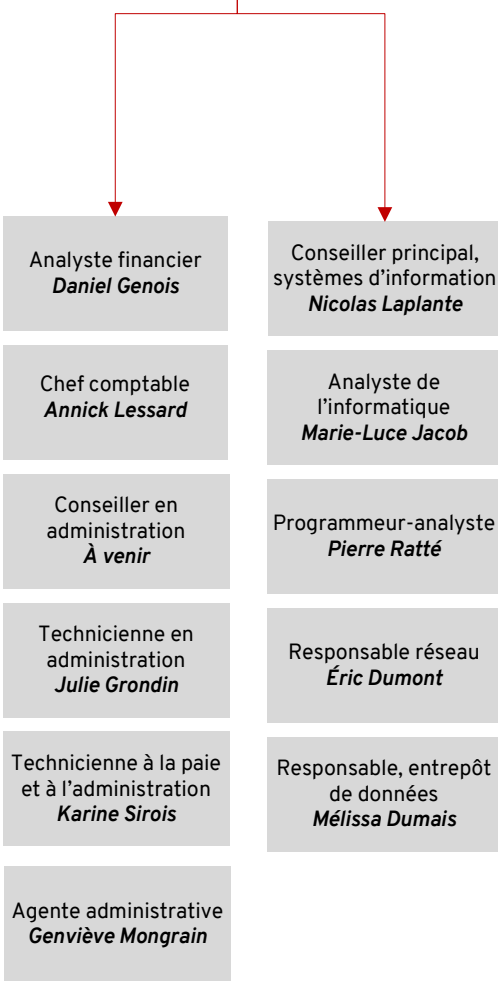 Analyste financier
Daniel Genois
Chef comptable
Annick Lessard
Conseiller en
administration
À venir
Technicienne en
administration
Julie Grondin
Technicienne à la paie
et à l'administration
Karine Sirois
Agente administrative
Genviève Mongrain
Conseiller principal,
systèmes d'information
Nicolas Laplante
Analyste de
l'informatique
Marie-Luce Jacob
Programmeur-analyste
Pierre Ratté
Responsable réseau
Éric Dumont
Responsable, entrepôt
de données
Mélissa Dumais